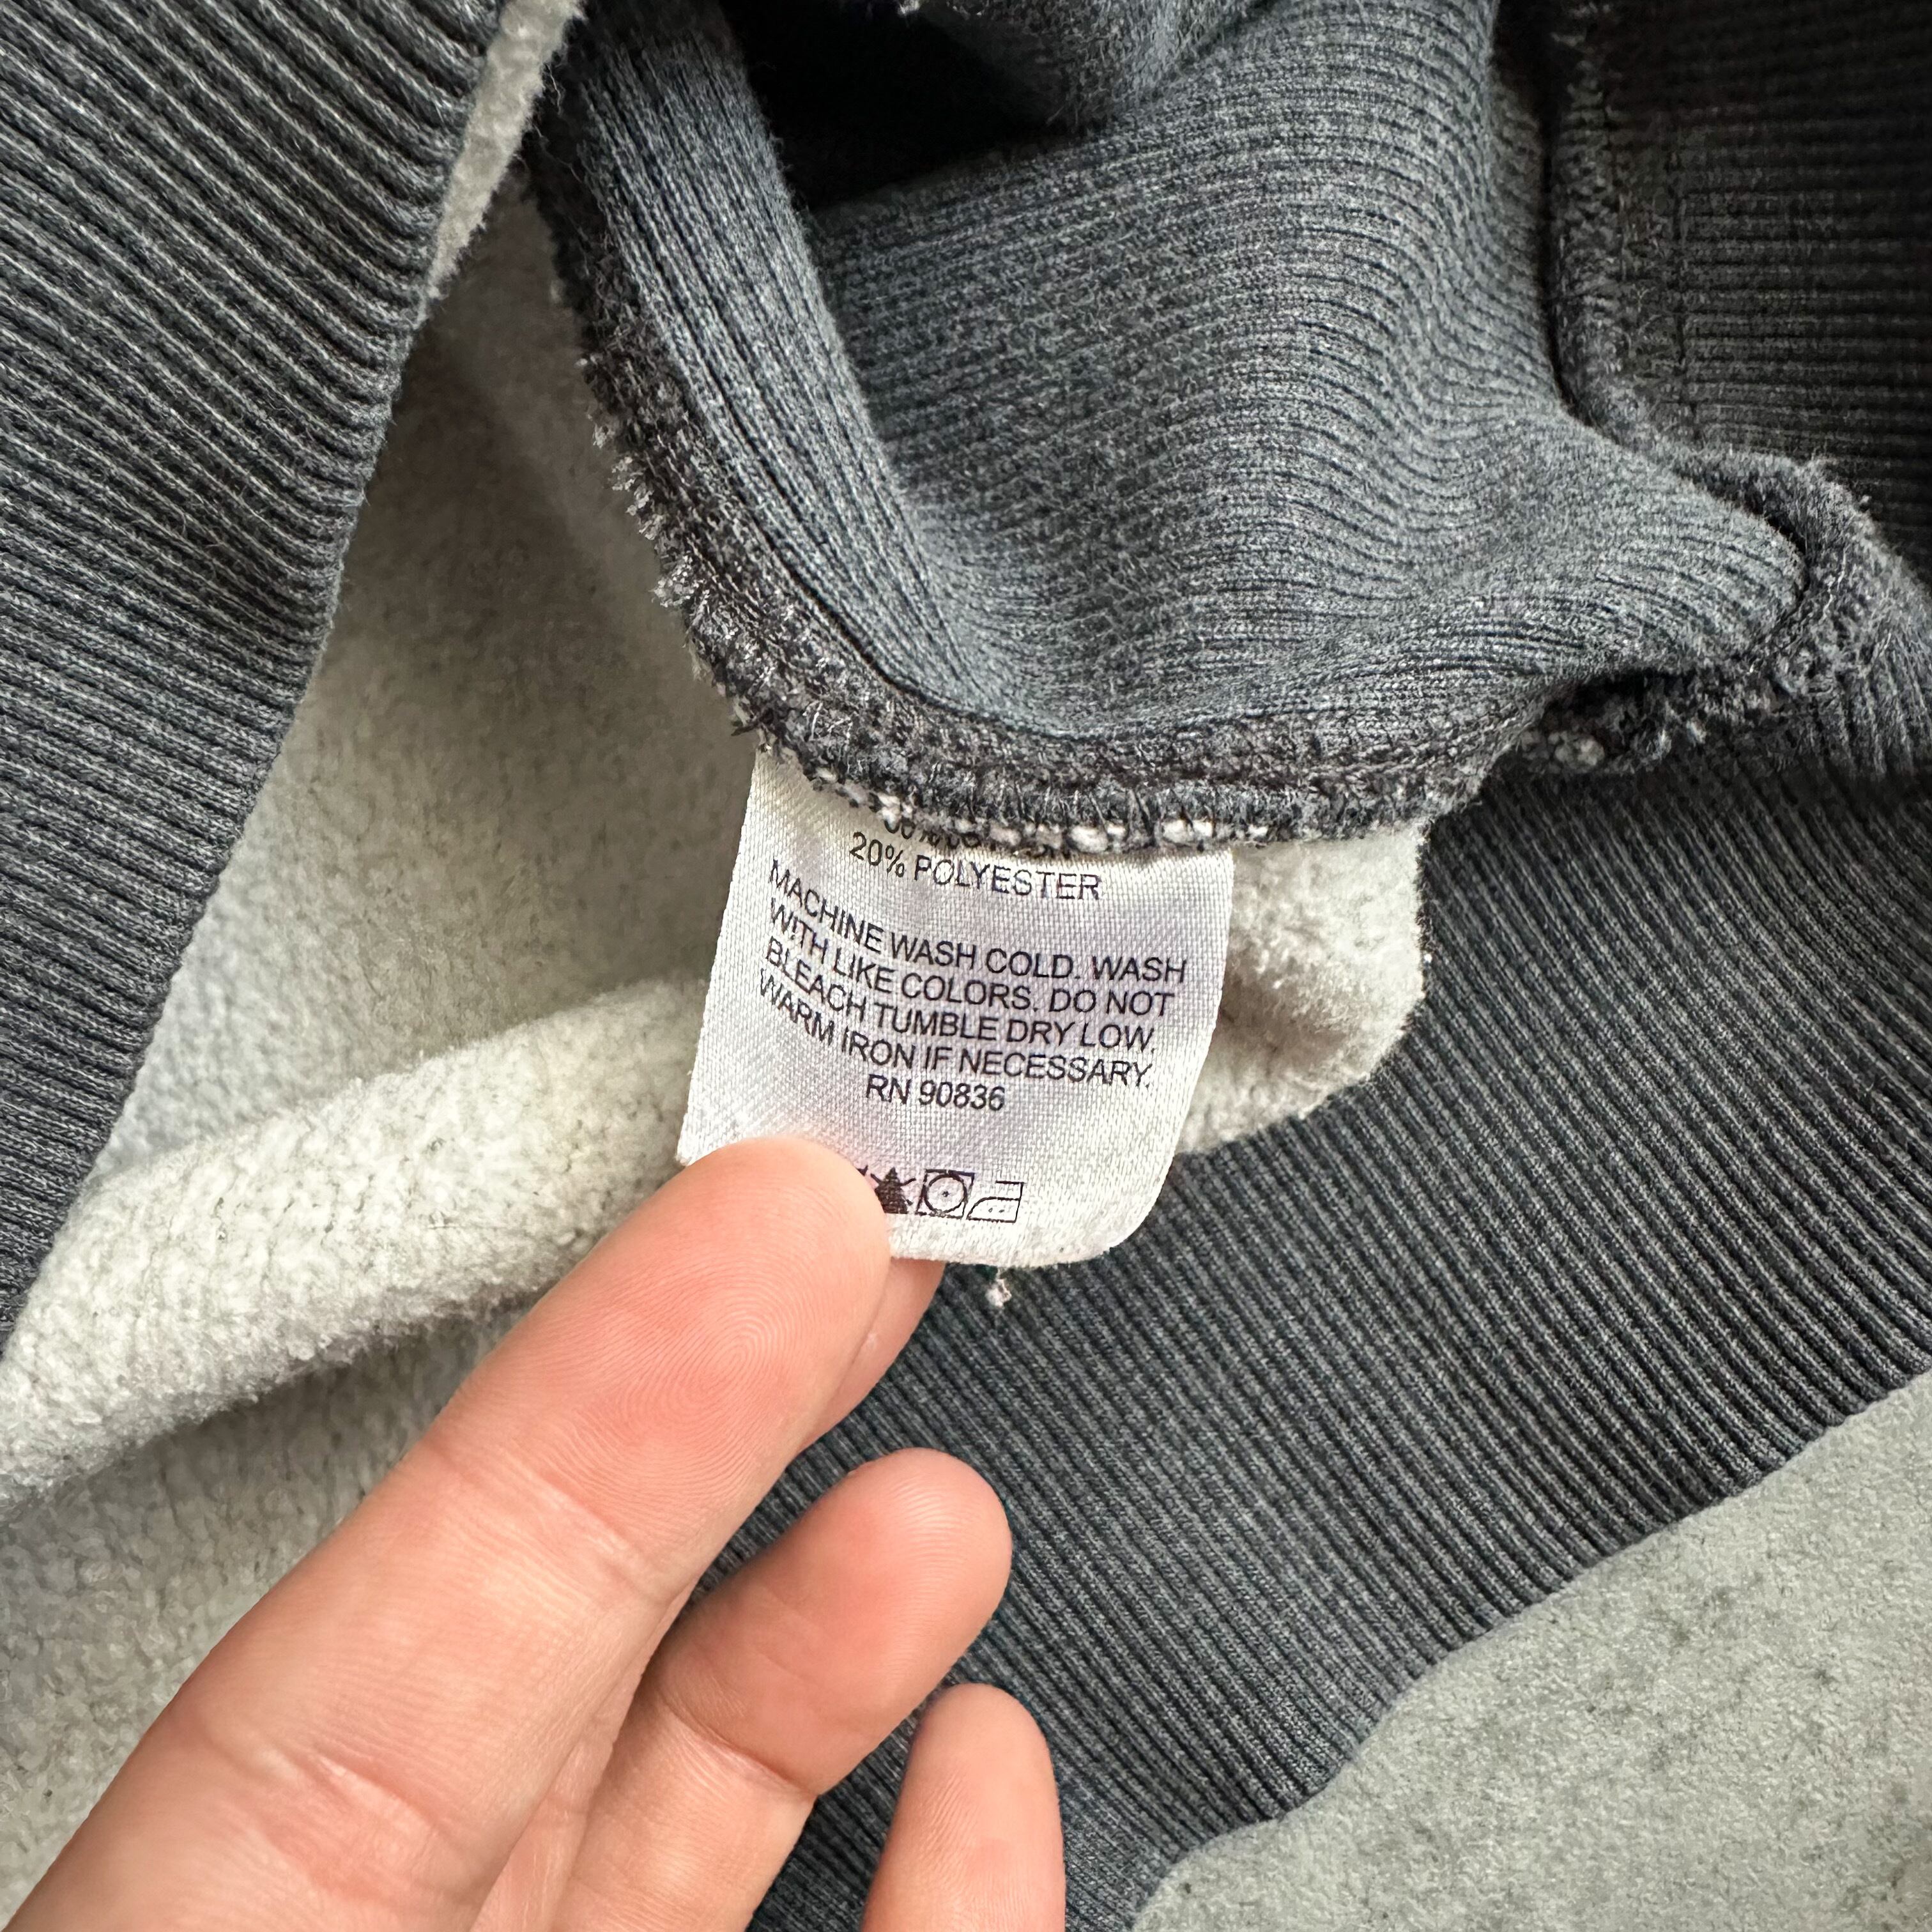 20% POLYESTER
MACHINE WASH COLD. WASH
WITH LIKE COLORS. DO NOT
BLEACH TUMBLE DRY LOW,
WARM IRON IF NECESSARY.
RN 90836